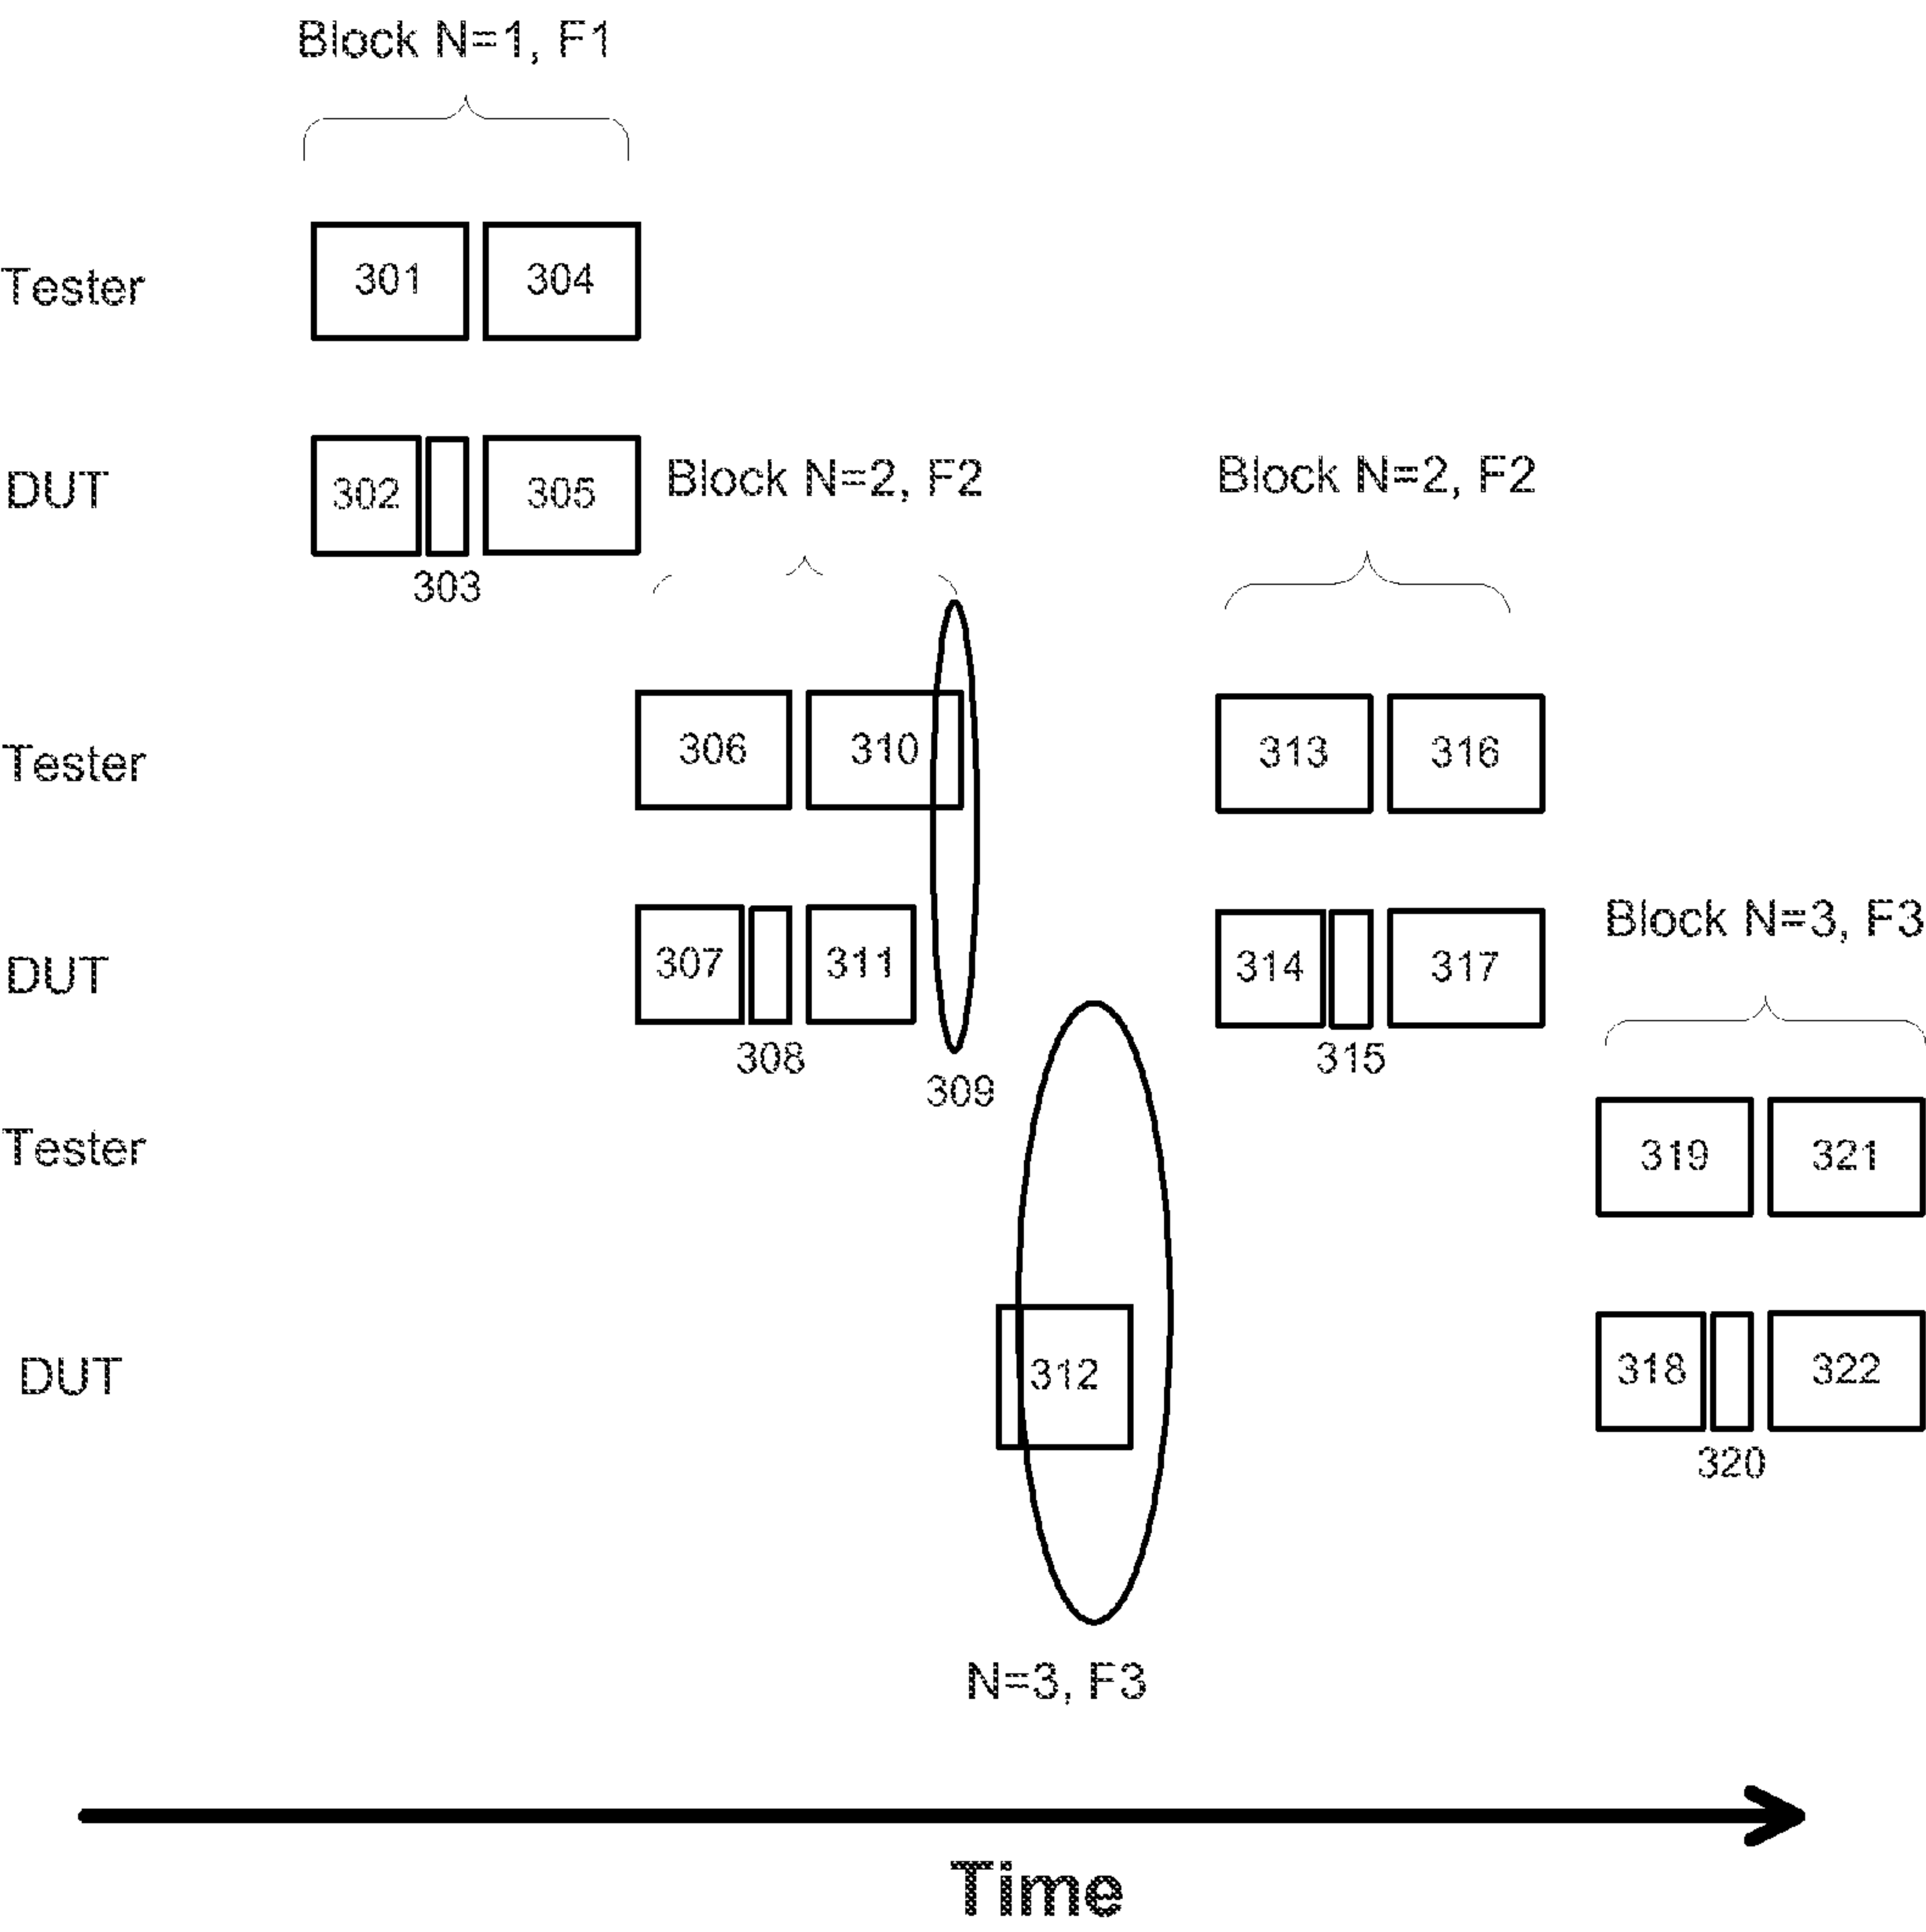 Block N=1, F1
Tester 301 304
DUT 302 305
303
Block N=2, F2 Block N=2, F2
Tester 306 310 313 316
DUT 307 311 314 317
308 309 315
Block N=3, F3
Tester 319 321
DUT 312 318 322
320
N=3, F3
Time